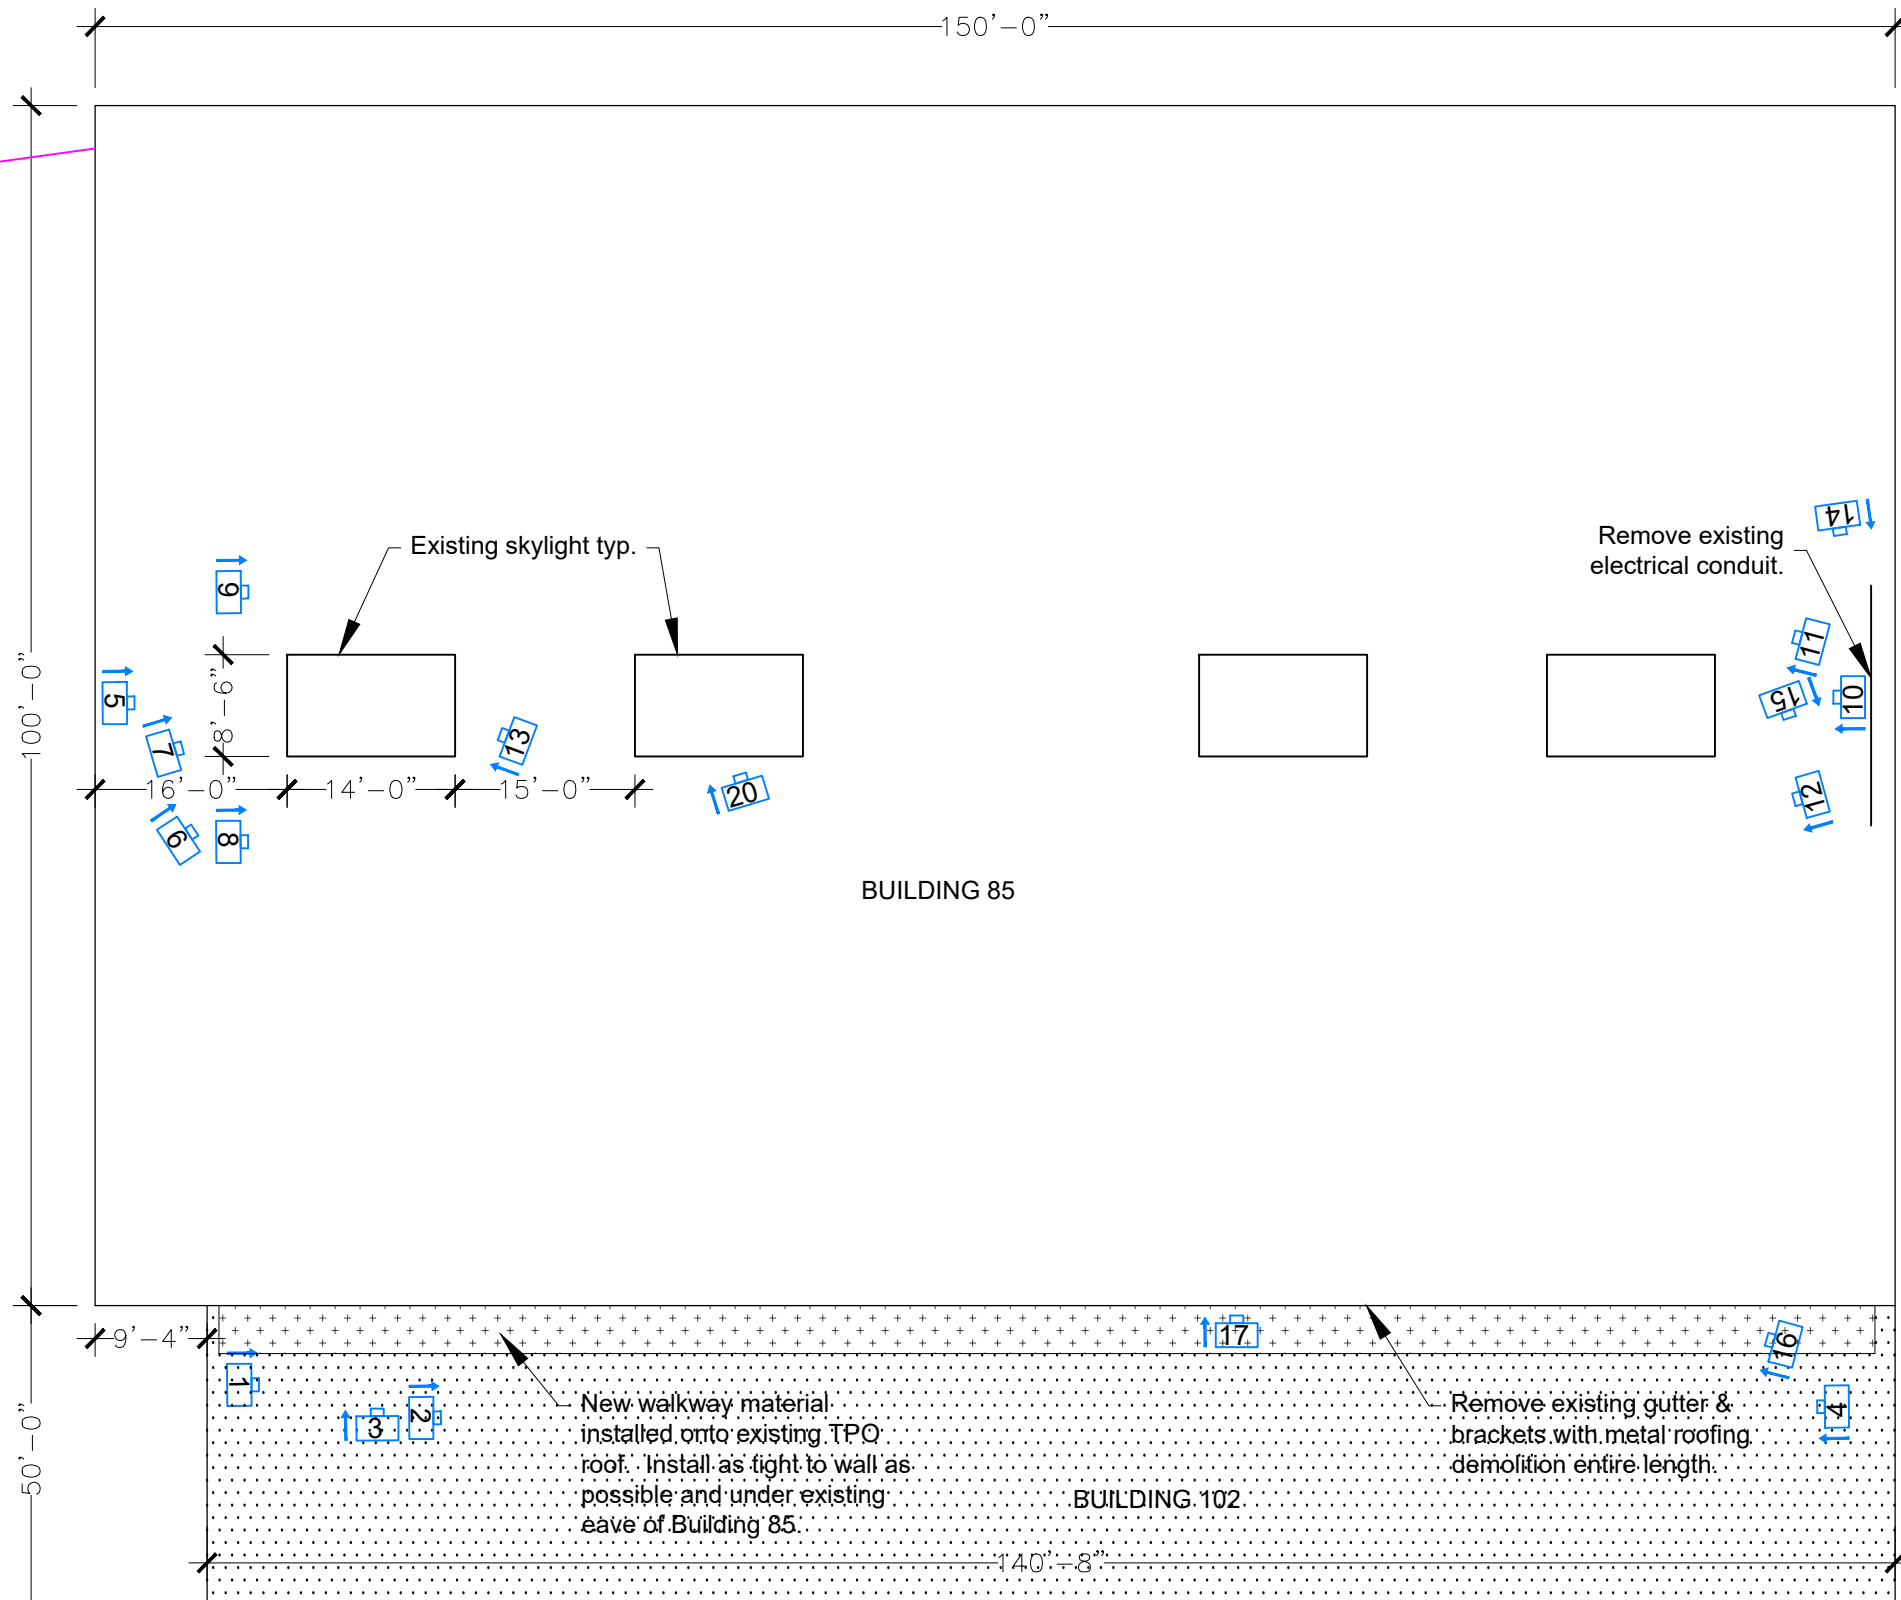 150'-0"
Existing skylight typ.
Remove existing
electrical conduit.
14
9
11
5
8'-6"
10
15
7
13
100'-0"
16'-0"
14'-0"
15'-0"
20
12
6
8
BUILDING 85
9'-4"
17
16
1
2
3
4
New walkway material
installed onto existing TPO
roof. Install as tight to wall as
possible and under existing
eave of Building 85.
Remove existing gutter &
brackets with metal roofing
demolition entire length.
50'-0"
BUILDING 102
140'-8"